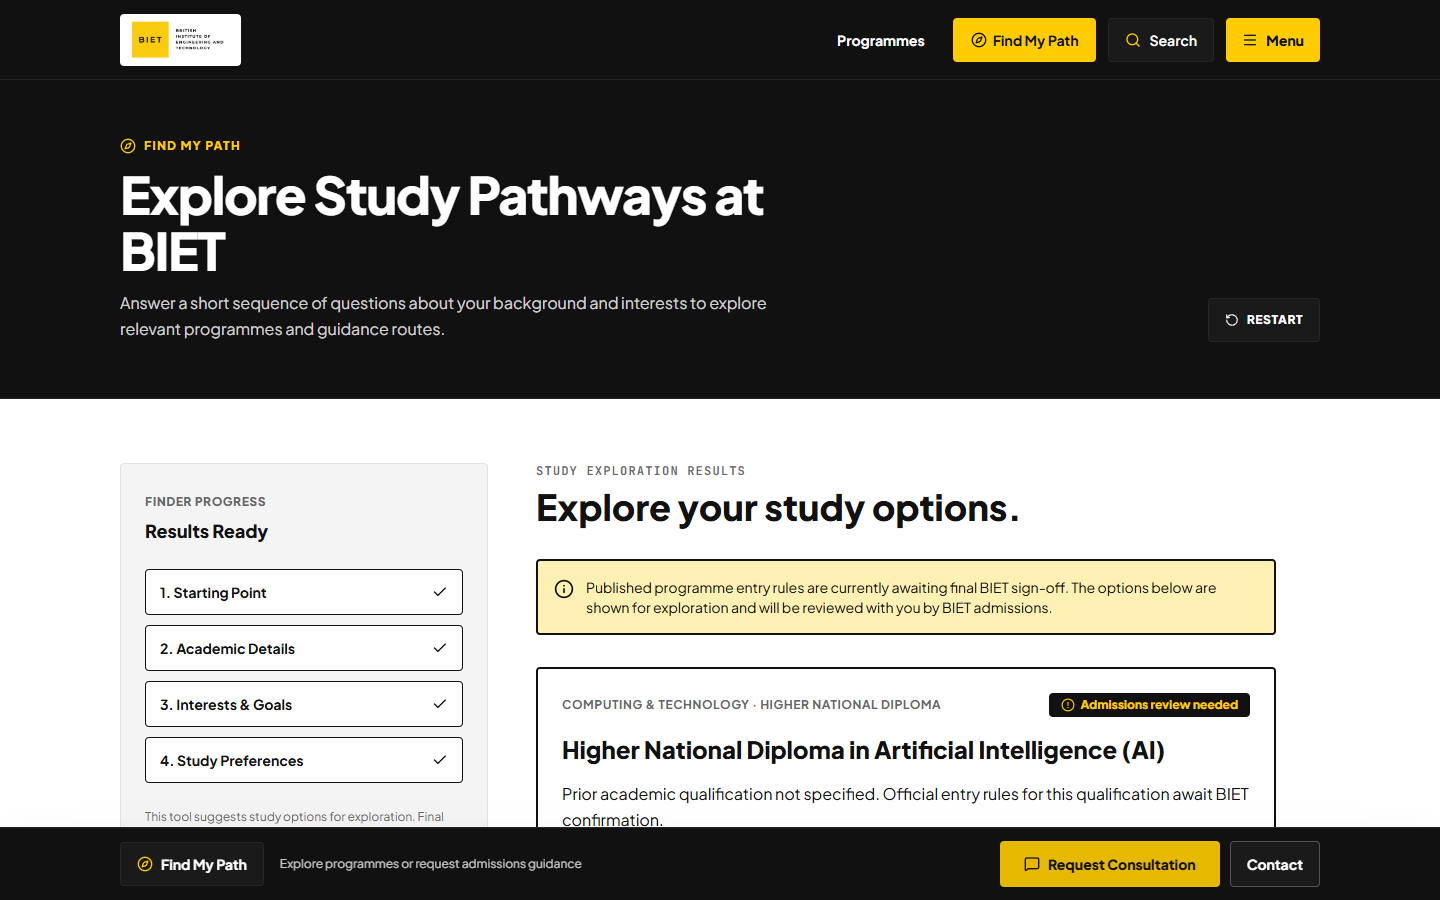 BIET
BRITISH
INSTITUTE OF
ENGINEERING AND
TECHNOLOGY
Programmes
Find My Path
Search
Menu
FIND MY PATH
Explore Study Pathways at
BIET
Answer a short sequence of questions about your background and interests to explore
relevant programmes and guidance routes.
RESTART
FINDER PROGRESS
Results Ready
1. Starting Point
2. Academic Details
3. Interests & Goals
4. Study Preferences
This tool suggests study options for exploration. Final
STUDY EXPLORATION RESULTS
Explore your study options.
Published programme entry rules are currently awaiting final BIET sign-off. The options below are
shown for exploration and will be reviewed with you by BIET admissions.
COMPUTING & TECHNOLOGY · HIGHER NATIONAL DIPLOMA
Admissions review needed
Higher National Diploma in Artificial Intelligence (AI)
Prior academic qualification not specified. Official entry rules for this qualification await BIET
confirmation.
Find My Path
Explore programmes or request admissions guidance
Request Consultation
Contact